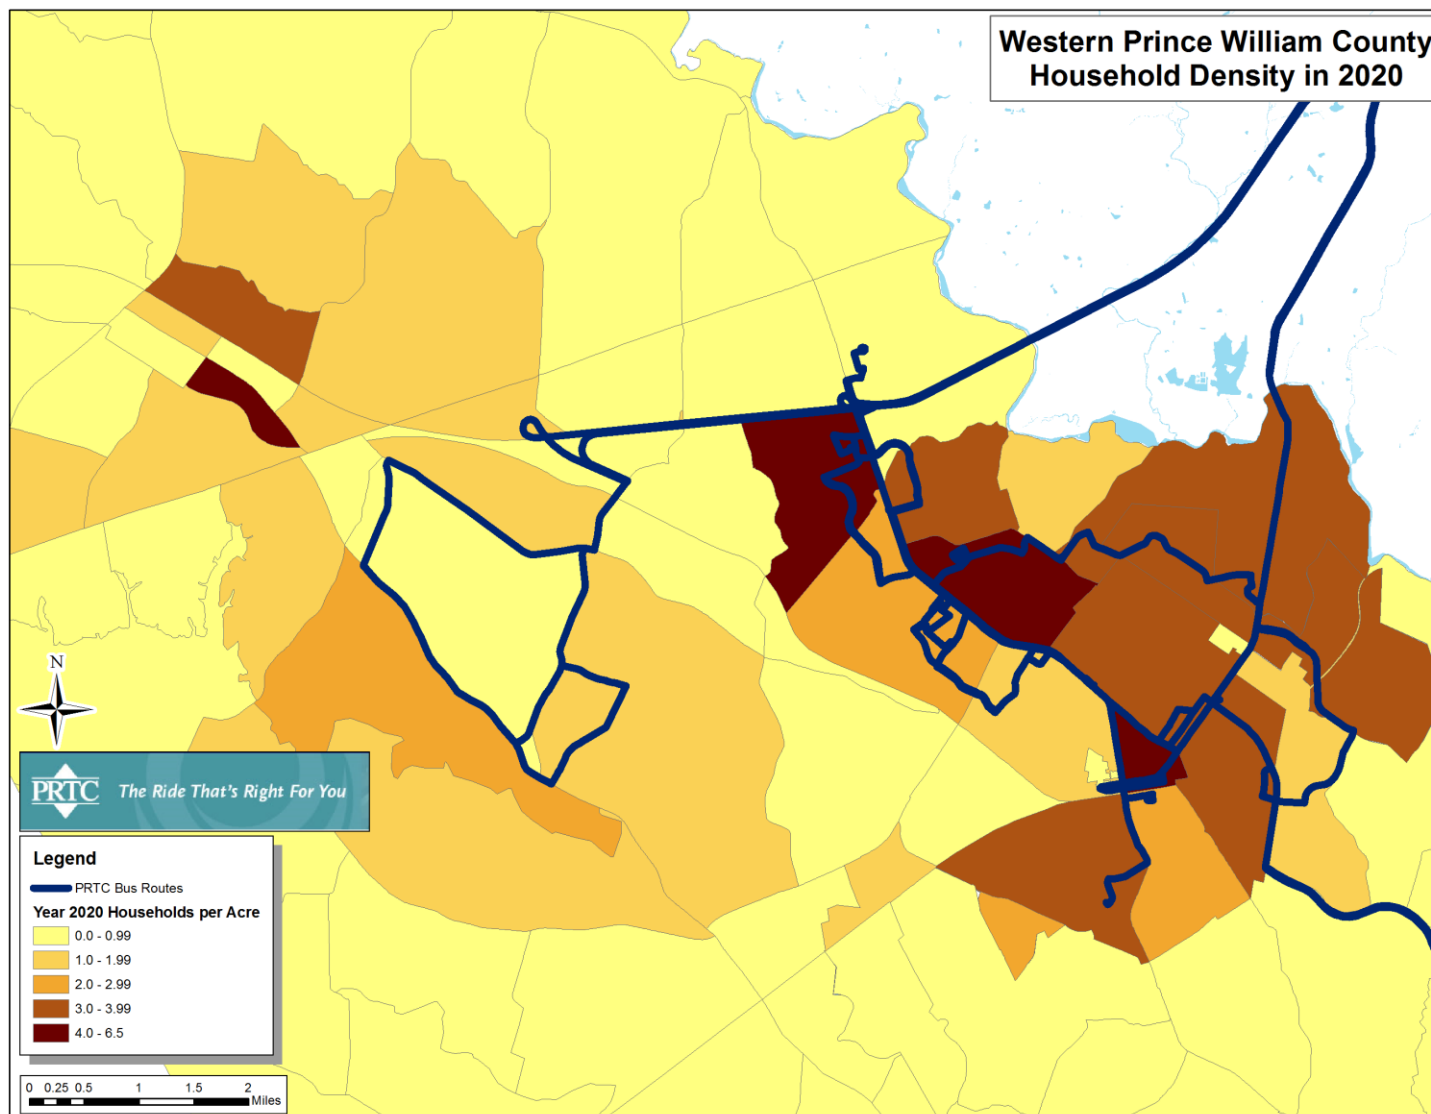 Western Prince William County
Household Density in 2020
N
PRTC The Ride That's Right For You
Legend
PRTC Bus Routes
Year 2020 Households per Acre
0.0 - 0.99
1.0 - 1.99
2.0 - 2.99
3.0 - 3.99
4.0 - 6.5
0 0.25 0.5 1 1.5 2
Miles